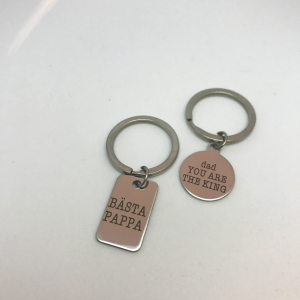 BÄSTA
PAPPA
dad
YOU ARE
THE KING